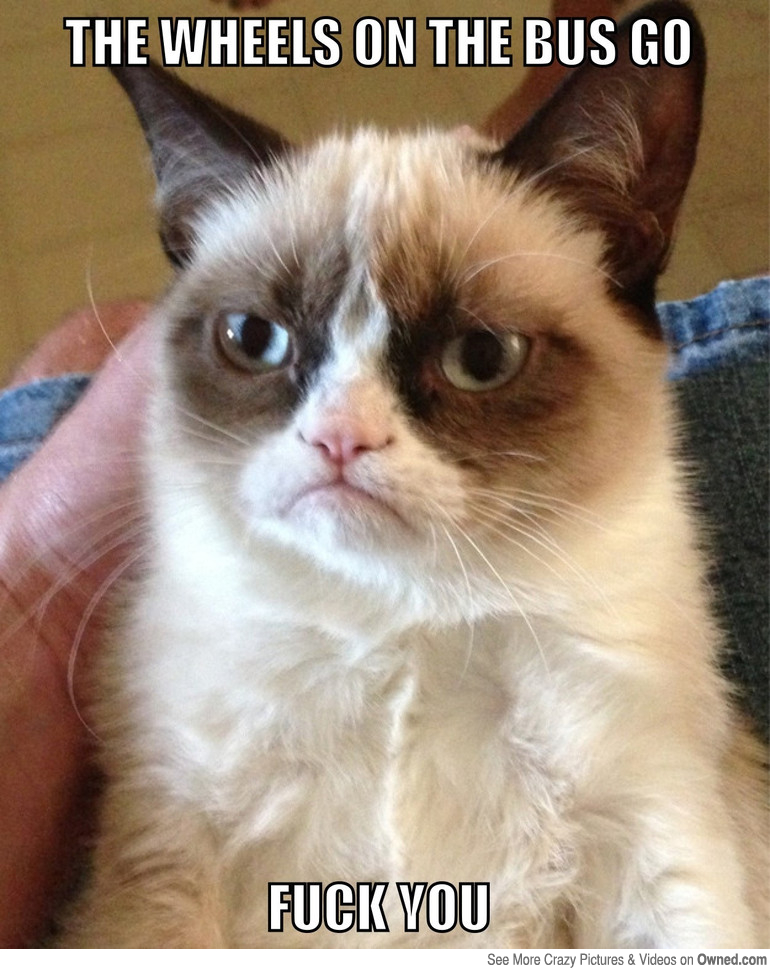 THE WHEELS ON THE BUS GO
FUCK YOU
See More Crazy Pictures & Videos on Owned.com